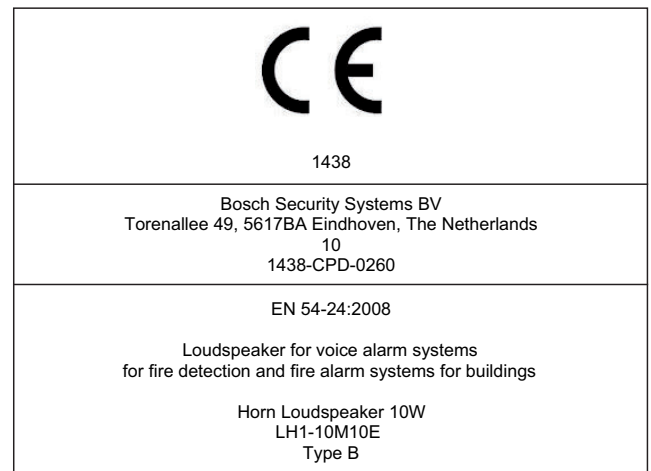 CE
1438
Bosch Security Systems BV
Torenallee 49, 5617BA Eindhoven, The Netherlands
10
1438-CPD-0260
EN 54-24:2008
Loudspeaker for voice alarm systems
for fire detection and fire alarm systems for buildings
Horn Loudspeaker 10W
LH1-10M10E
Type B